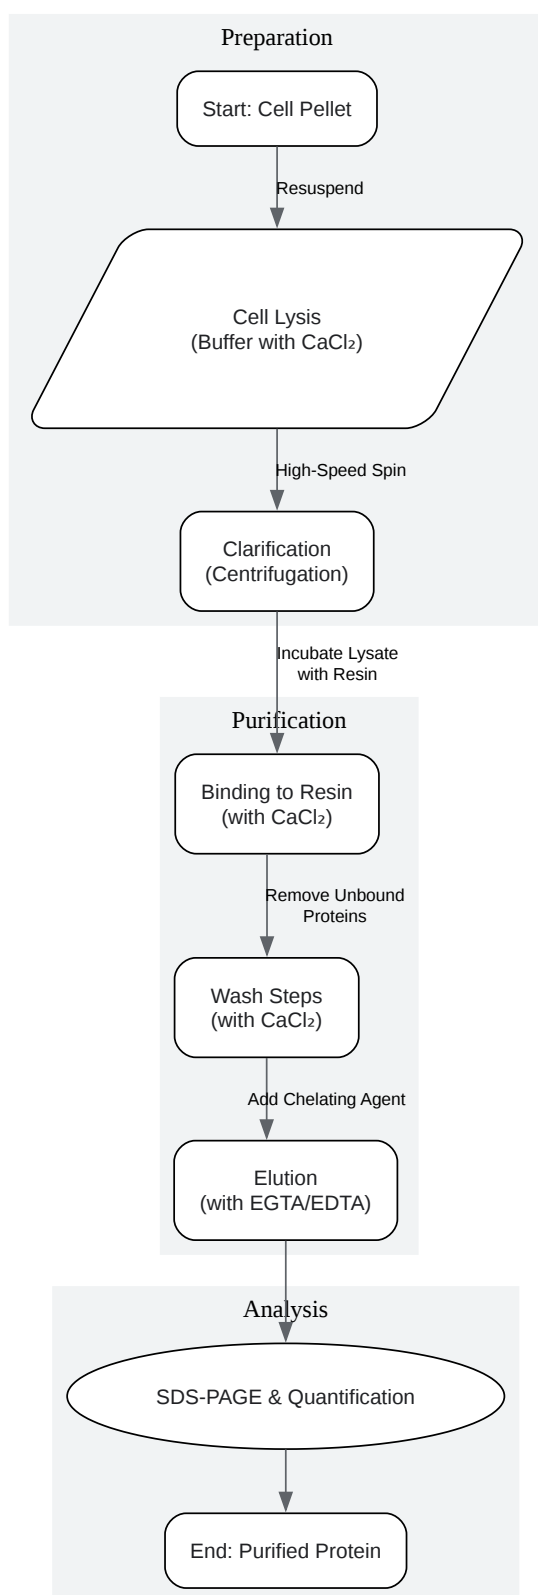 Preparation
Start: Cell Pellet
Resuspend
Cell Lysis
(Buffer with CaCl₂)
High-Speed Spin
Clarification
(Centrifugation)
Incubate Lysate
with Resin
Purification
Binding to Resin
(with CaCl₂)
Remove Unbound
Proteins
Wash Steps
(with CaCl₂)
Add Chelating Agent
Elution
(with EGTA/EDTA)
Analysis
SDS-PAGE & Quantification
End: Purified Protein